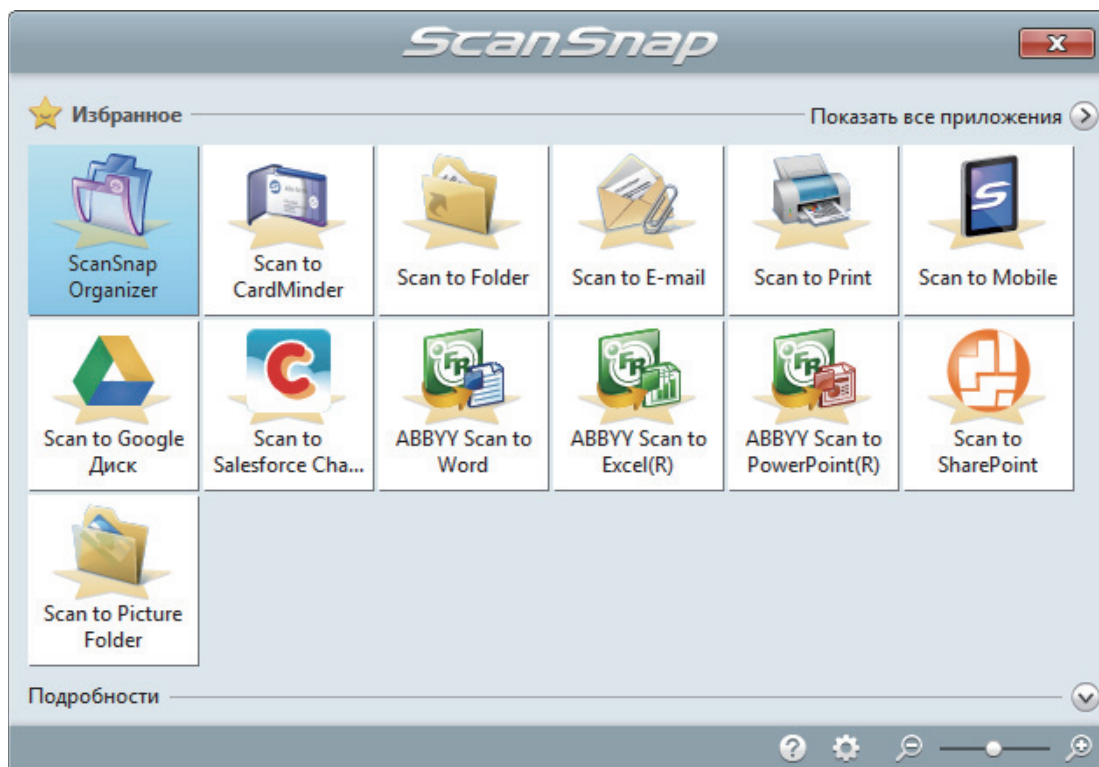 ScanSnap
Избранное
Показать все приложения
ScanSnap
Organizer
Scan to
CardMinder
Scan to Folder
Scan to E-mail
Scan to Print
Scan to Mobile
Scan to Google
Диск
Scan to
Salesforce Cha...
ABBYY Scan to
Word
ABBYY Scan to
Excel(R)
ABBYY Scan to
PowerPoint(R)
Scan to
SharePoint
Scan to Picture
Folder
Подробности